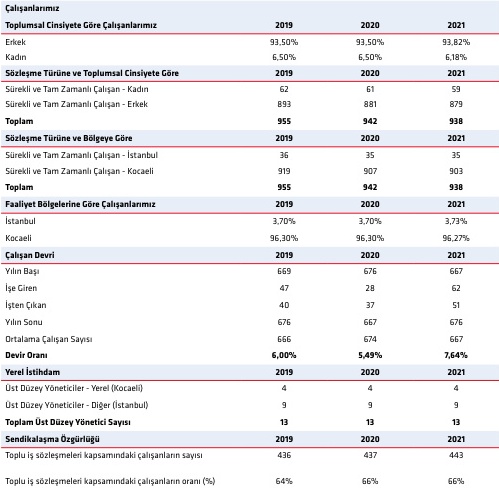 Çalışanlarımız
Toplumsal Cinsiyete Göre Çalışanlarımız 2019 2020 2021
Erkek 93,50% 93,50% 93,82%
Kadın 6,50% 6,50% 6,18%
Sözleşme Türüne ve Toplumsal Cinsiyete Göre 2019 2020 2021
Sürekli ve Tam Zamanlı Çalışan - Kadın 62 61 59
Sürekli ve Tam Zamanlı Çalışan - Erkek 893 881 879
Toplam 955 942 938
Sözleşme Türüne ve Bölgeye Göre 2019 2020 2021
Sürekli ve Tam Zamanlı Çalışan - İstanbul 36 35 35
Sürekli ve Tam Zamanlı Çalışan - Kocaeli 919 907 903
Toplam 955 942 938
Faaliyet Bölgelerine Göre Çalışanlarımız 2019 2020 2021
İstanbul 3,70% 3,70% 3,73%
Kocaeli 96,30% 96,30% 96,27%
Çalışan Devri 2019 2020 2021
Yılın Başı 669 676 667
İşe Giren 47 28 62
İşten Çıkan 40 37 51
Yılın Sonu 676 667 676
Ortalama Çalışan Sayısı 666 674 667
Devir Oranı 6,00% 5,49% 7,64%
Yerel İstihdam 2019 2020 2021
Üst Düzey Yöneticiler - Yerel (Kocaeli) 4 4 4
Üst Düzey Yöneticiler - Diğer (İstanbul) 9 9 9
Toplam Üst Düzey Yönetici Sayısı 13 13 13
Sendikalaşma Özgürlüğü 2019 2020 2021
Toplu iş sözleşmeleri kapsamındaki çalışanların sayısı 436 437 443
Toplu iş sözleşmeleri kapsamındaki çalışanların oranı (%) 64% 66% 66%